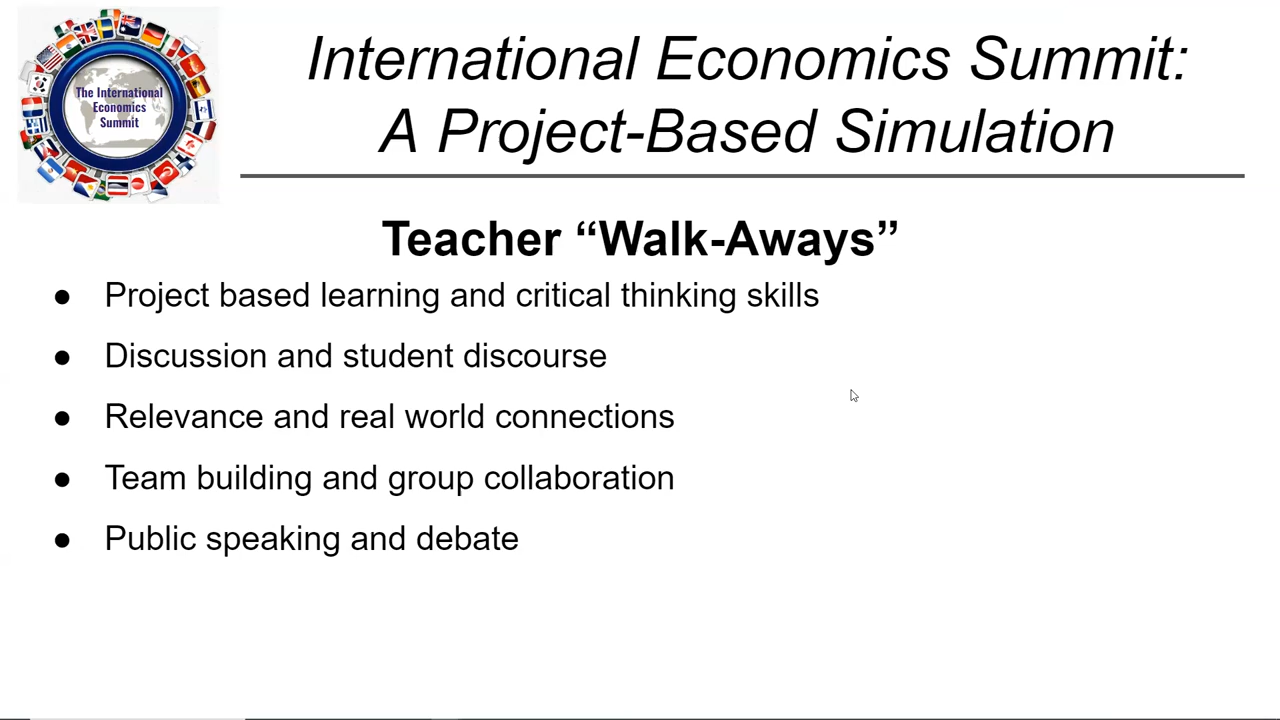 The International
Economics
Summit
International Economics Summit:
A Project-Based Simulation
Teacher “Walk-Aways”
● Project based learning and critical thinking skills
● Discussion and student discourse
● Relevance and real world connections
● Team building and group collaboration
● Public speaking and debate